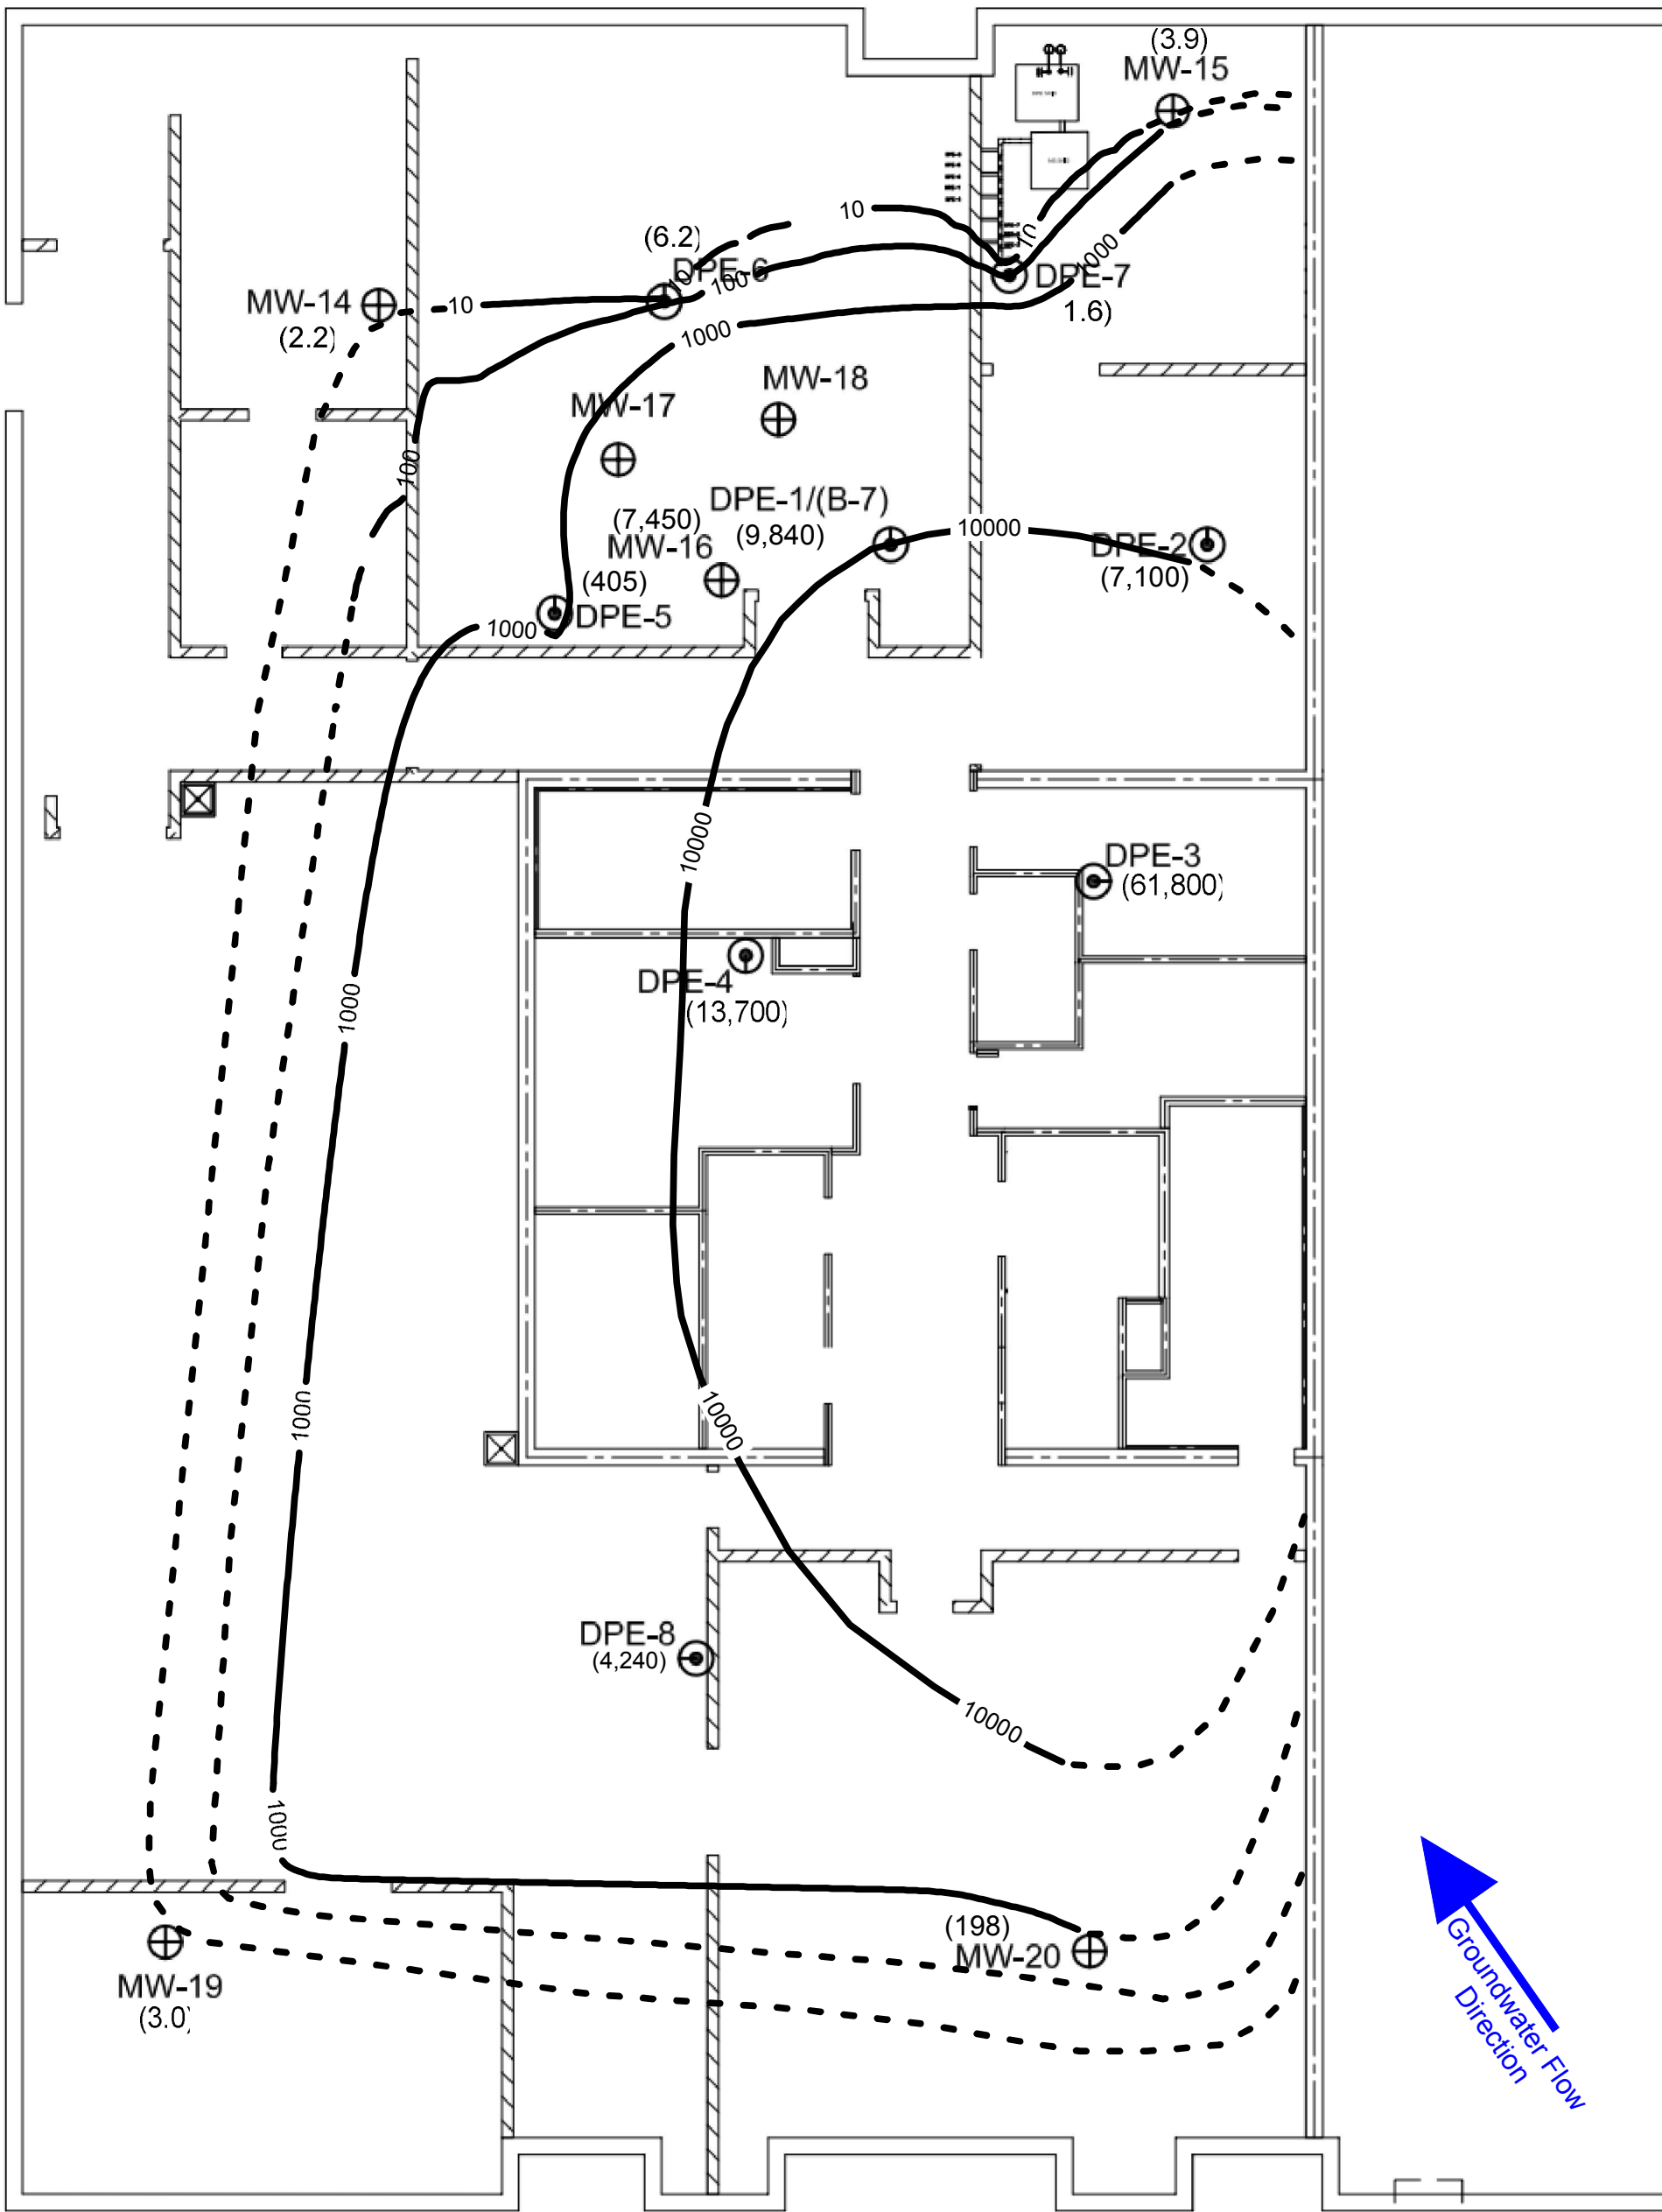 (3.9)
MW-15
10
(6.2)
DPE-6
10
100
10
DPE-7
1000
1.6)
MW-14
(2.2)
10
1000
MW-18
MW-17
100
DPE-1/(B-7)
(9,840)
(7,450)
MW-16
10000
DPE-2
(7,100)
(405)
DPE-5
1000
10000
DPE-3
(61,800)
DPE-4
(13,700)
1000
1000
10000
DPE-8
(4,240)
10000
1000
(198)
MW-20
MW-19
(3.0)
Groundwater Flow
Direction